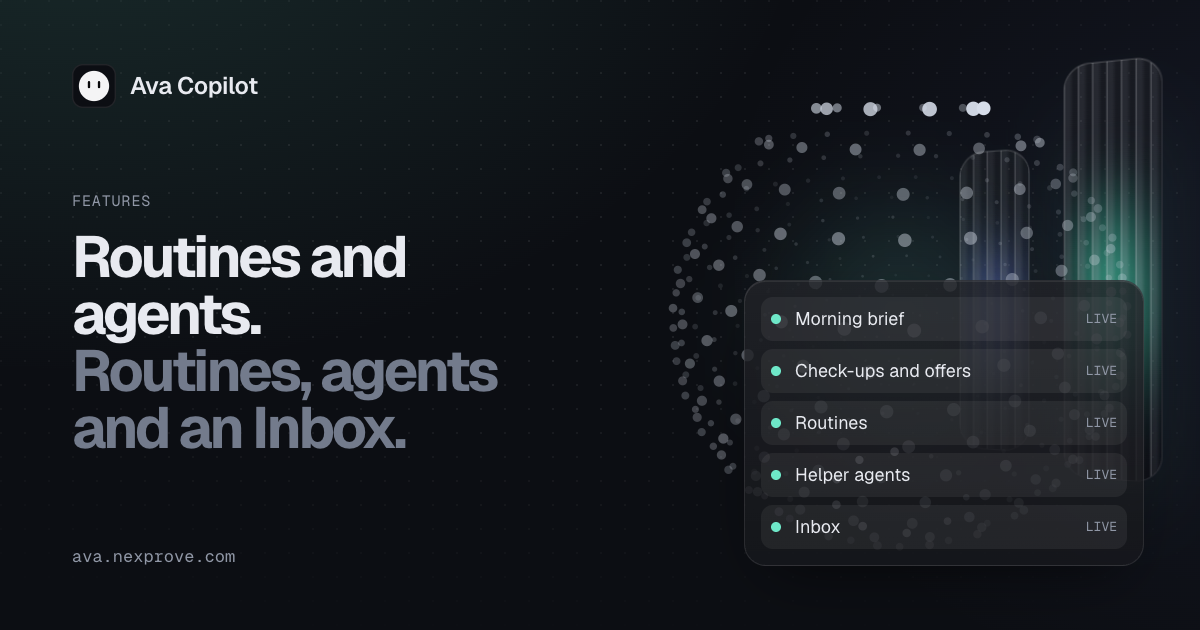 Ava Copilot
FEATURES
Routines and
agents.
Routines, agents
and an Inbox.
ava.nexprove.com
Morning brief LIVE
Check-ups and offers LIVE
Routines LIVE
Helper agents LIVE
Inbox LIVE